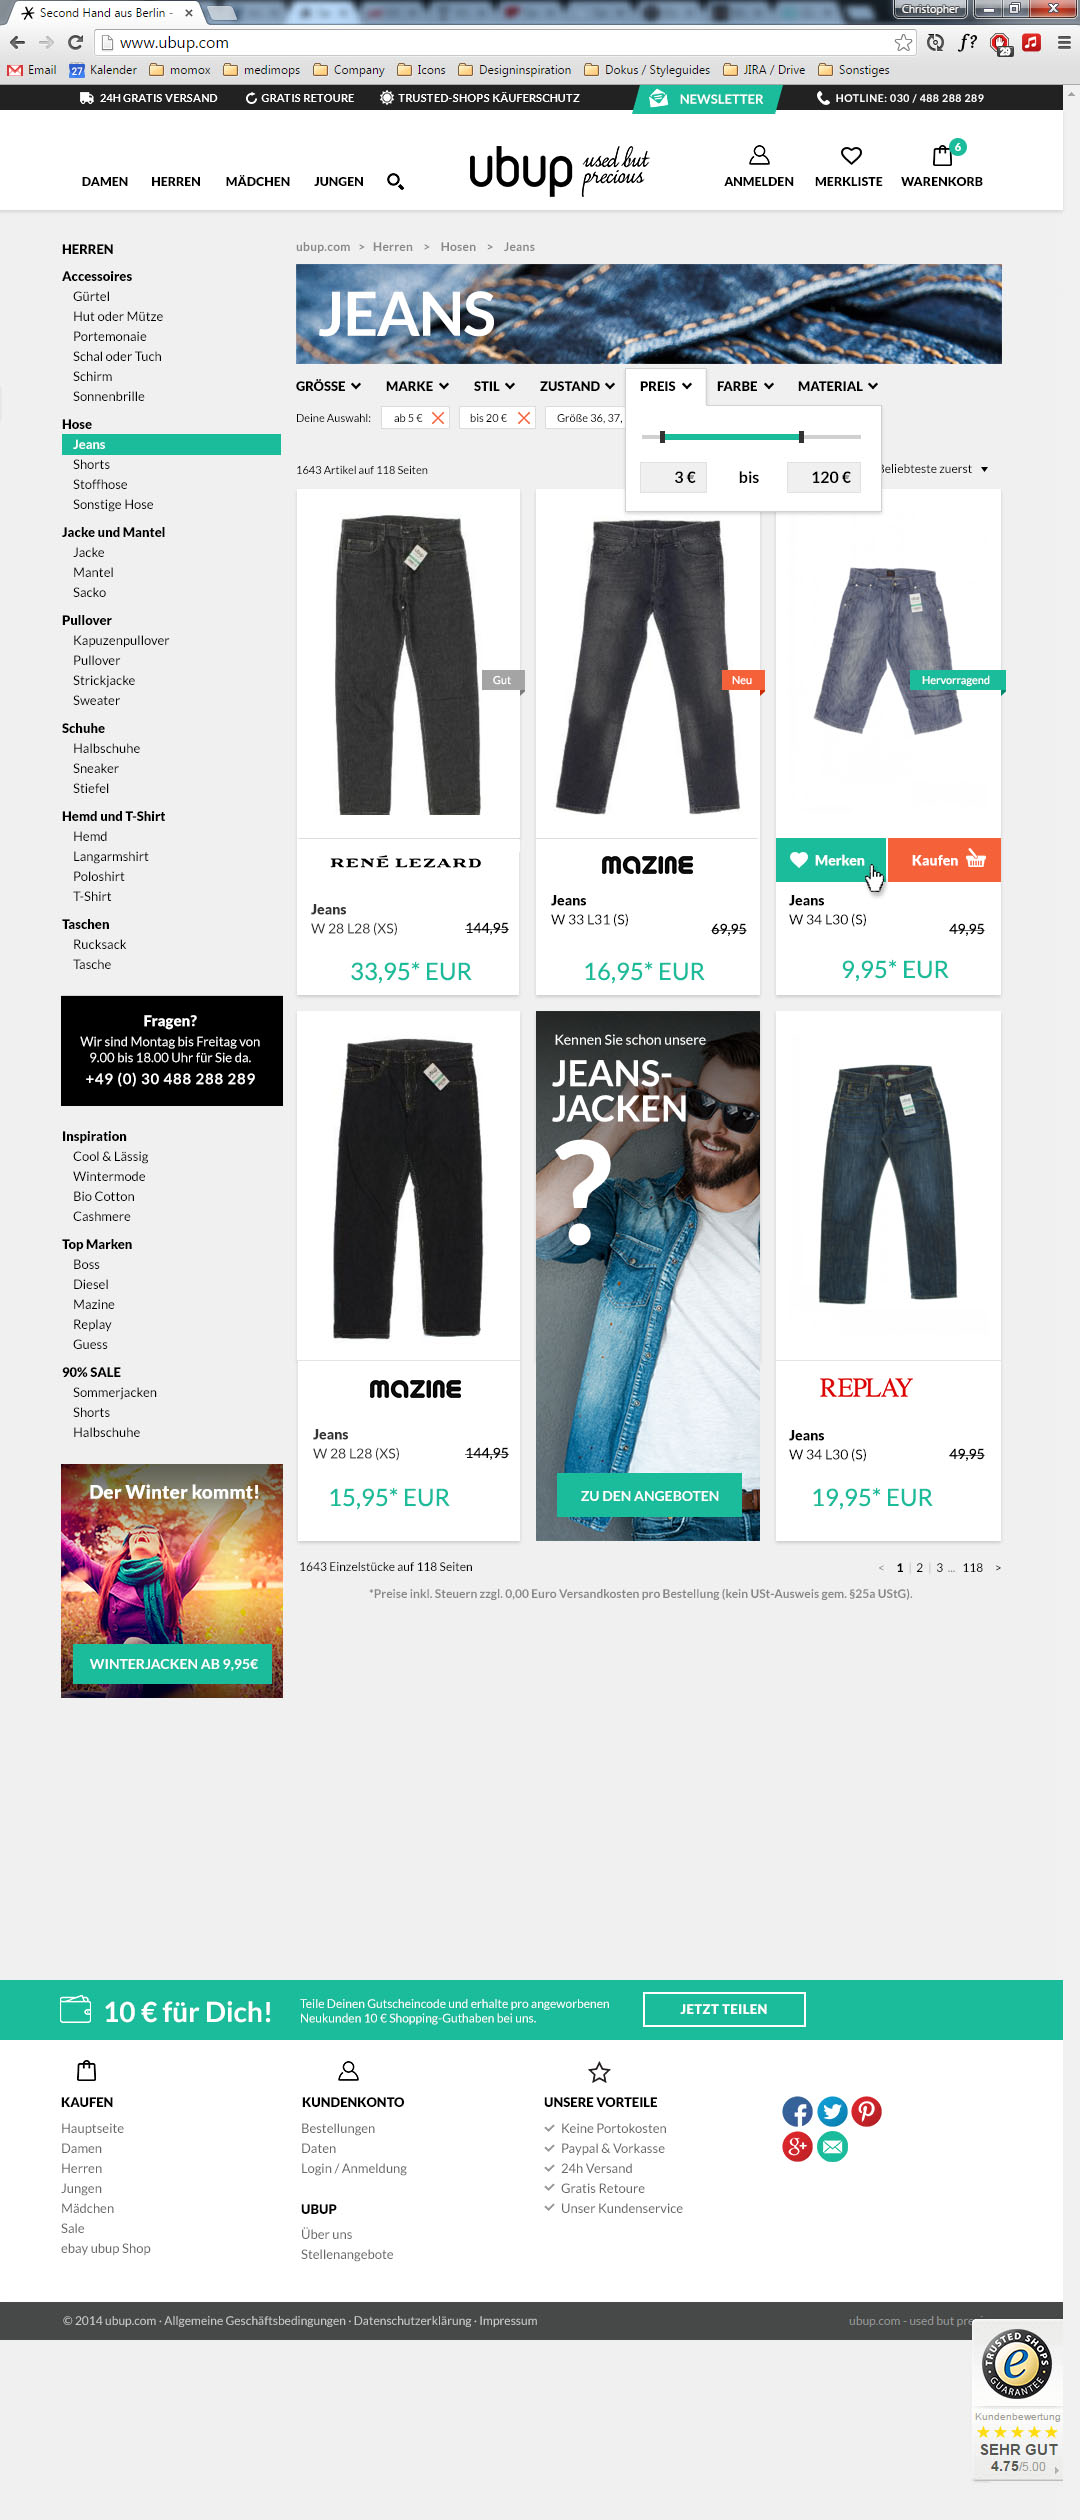 Second Hand aus Berlin -
Christopher
www.ubup.com
f?
29
Email
27 Kalender
momox
medimops
Company
Icons
Designinspiration
Dokus / Styleguides
JIRA / Drive
Sonstiges
24H GRATIS VERSAND
GRATIS RETOURE
TRUSTED-SHOPS KÄUFERSCHUTZ
NEWSLETTER
HOTLINE: 030 / 488 288 289
DAMEN
HERREN
MÄDCHEN
JUNGEN
ubup used but
precious
ANMELDEN
MERKLISTE
6
WARENKORB
HERREN
Accessoires
Gürtel
Hut oder Mütze
Portemonaie
Schal oder Tuch
Schirm
Sonnenbrille
Hose
Jeans
Shorts
Stoffhose
Sonstige Hose
Jacke und Mantel
Jacke
Mantel
Sacko
Pullover
Kapuzenpullover
Pullover
Strickjacke
Sweater
Schuhe
Halbschuhe
Sneaker
Stiefel
Hemd und T-Shirt
Hemd
Langarmshirt
Poloshirt
T-Shirt
Taschen
Rucksack
Tasche
Fragen?
Wir sind Montag bis Freitag von
9.00 bis 18.00 Uhr für Sie da.
+49 (0) 30 488 288 289
Inspiration
Cool & Lässig
Wintermode
Bio Cotton
Cashmere
Top Marken
Boss
Diesel
Mazine
Replay
Guess
90% SALE
Sommerjacken
Shorts
Halbschuhe
Der Winter kommt!
WINTERJACKEN AB 9,95€
ubup.com > Herren > Hosen > Jeans
JEANS
GRÖSSE
MARKE
STIL
ZUSTAND
PREIS
FARBE
MATERIAL
Deine Auswahl:
ab 5 €
bis 20 €
Größe 36, 37,
3 € bis 120 €
1643 Artikel auf 118 Seiten
Beliebteste zuerst
Gut
RENÉ LEZARD
Jeans
W 28 L28 (XS)
144,95
33,95* EUR
Neu
mazine
Jeans
W 33 L31 (S)
69,95
16,95* EUR
Hervorragend
Merken
Kaufen
Jeans
W 34 L30 (S)
49,95
9,95* EUR
mazine
Jeans
W 28 L28 (XS)
144,95
15,95* EUR
Kennen Sie schon unsere
JEANS-
JACKEN
?
ZU DEN ANGEBOTEN
REPLAY
Jeans
W 34 L30 (S)
49,95
19,95* EUR
1643 Einzelstücke auf 118 Seiten
< 1 | 2 | 3 ... 118 >
*Preise inkl. Steuern zzgl. 0,00 Euro Versandkosten pro Bestellung (kein USt-Ausweis gem. §25a UStG).
10 € für Dich!
Teile Deinen Gutscheincode und erhalte pro angeworbenen
Neukunden 10 € Shopping-Guthaben bei uns.
JETZT TEILEN
KAUFEN
Hauptseite
Damen
Herren
Jungen
Mädchen
Sale
ebay ubup Shop
KUNDENKONTO
Bestellungen
Daten
Login / Anmeldung
UBUP
Über uns
Stellenangebote
UNSERE VORTEILE
Keine Portokosten
Paypal & Vorkasse
24h Versand
Gratis Retoure
Unser Kundenservice
© 2014 ubup.com · Allgemeine Geschäftsbedingungen · Datenschutzerklärung · Impressum
ubup.com - used but
TRUSTED SHOPS
e
GUARANTEE
Kundenbewertung
SEHR GUT
4.75/5.00